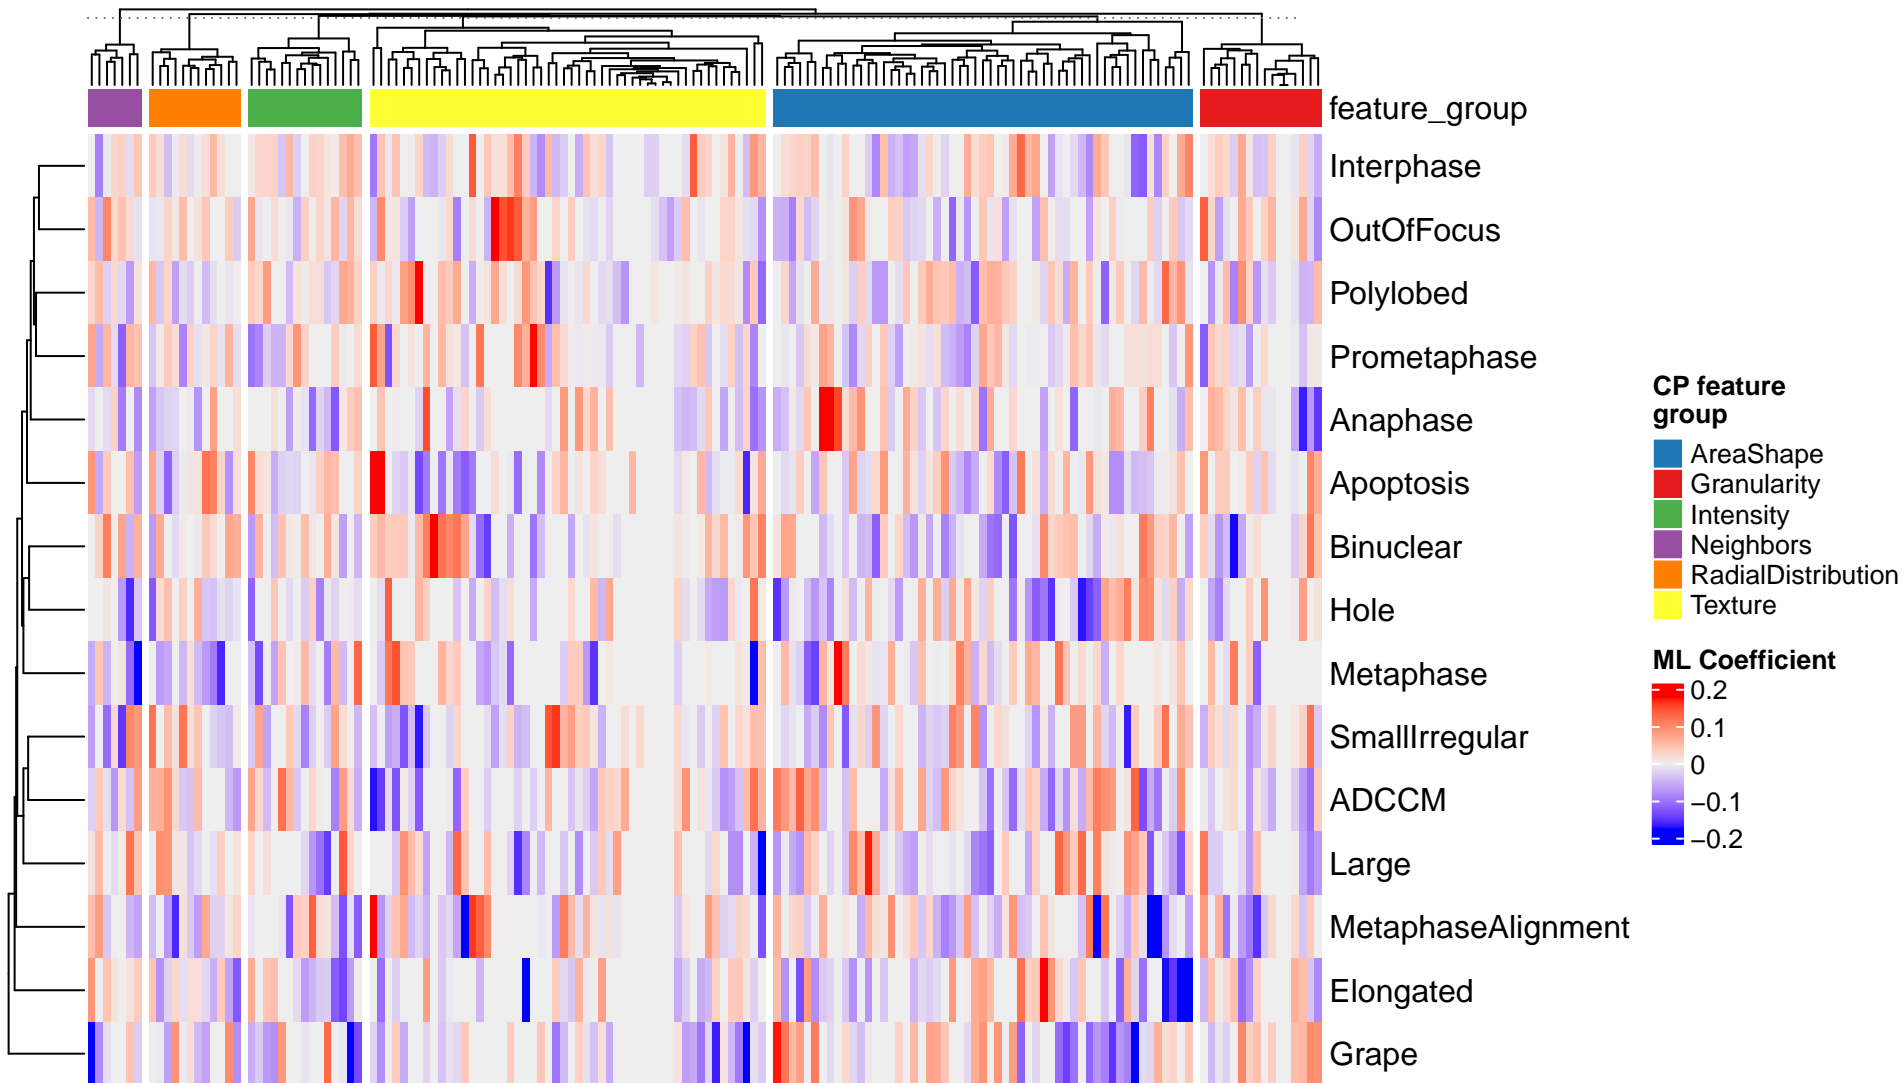 feature_group
Interphase
OutOfFocus
Polylobed
Prometaphase
Anaphase
Apoptosis
Binuclear
Hole
Metaphase
SmallIrregular
ADCCM
Large
MetaphaseAlignment
Elongated
Grape
CP feature
group
AreaShape
Granularity
Intensity
Neighbors
RadialDistribution
Texture
ML Coefficient
0.2
0.1
0
−0.1
−0.2